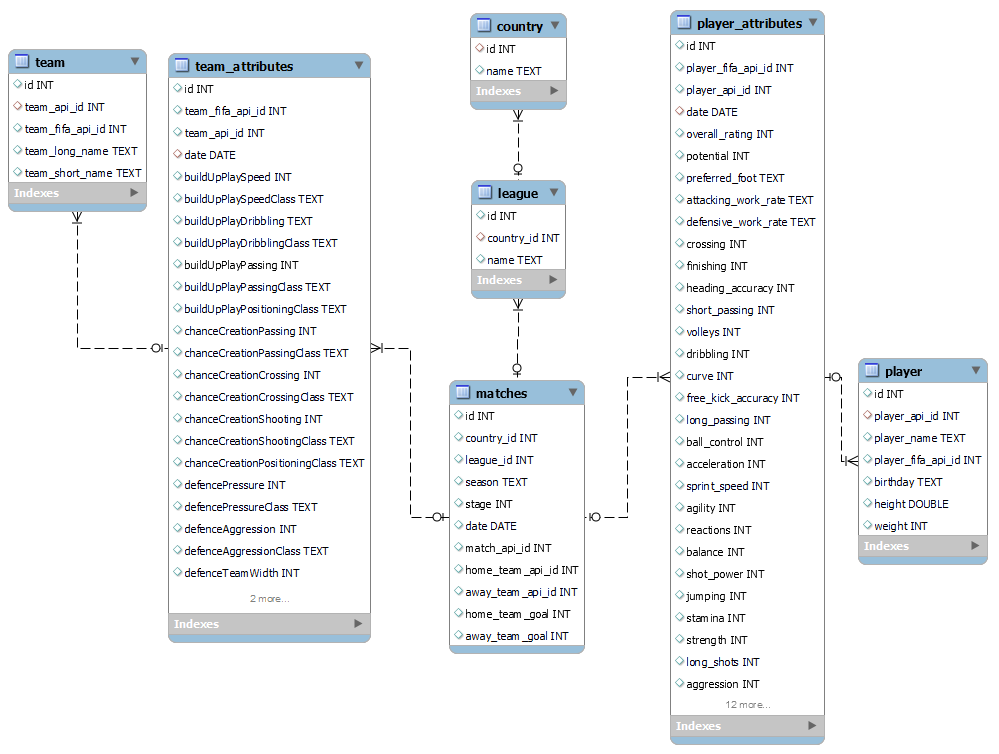 team
id INT
team_api_id INT
team_fifa_api_id INT
team_long_name TEXT
team_short_name TEXT
Indexes
team_attributes
id INT
team_fifa_api_id INT
team_api_id INT
date DATE
buildUpPlaySpeed INT
buildUpPlaySpeedClass TEXT
buildUpPlayDribbling TEXT
buildUpPlayDribblingClass TEXT
buildUpPlayPassing INT
buildUpPlayPassingClass TEXT
buildUpPlayPositioningClass TEXT
chanceCreationPassing INT
chanceCreationPassingClass TEXT
chanceCreationCrossing INT
chanceCreationCrossingClass TEXT
chanceCreationShooting INT
chanceCreationShootingClass TEXT
chanceCreationPositioningClass TEXT
defencePressure INT
defencePressureClass TEXT
defenceAggression INT
defenceAggressionClass TEXT
defenceTeamWidth INT
2 more...
Indexes
country
id INT
name TEXT
Indexes
league
id INT
country_id INT
name TEXT
Indexes
matches
id INT
country_id INT
league_id INT
season TEXT
stage INT
date DATE
match_api_id INT
home_team_api_id INT
away_team_api_id INT
home_team_goal INT
away_team_goal INT
player_attributes
id INT
player_fifa_api_id INT
player_api_id INT
date DATE
overall_rating INT
potential INT
preferred_foot TEXT
attacking_work_rate TEXT
defensive_work_rate TEXT
crossing INT
finishing INT
heading_accuracy INT
short_passing INT
volleys INT
dribbling INT
curve INT
free_kick_accuracy INT
long_passing INT
ball_control INT
acceleration INT
sprint_speed INT
agility INT
reactions INT
balance INT
shot_power INT
jumping INT
stamina INT
strength INT
long_shots INT
aggression INT
12 more...
Indexes
player
id INT
player_api_id INT
player_name TEXT
player_fifa_api_id INT
birthday TEXT
height DOUBLE
weight INT
Indexes